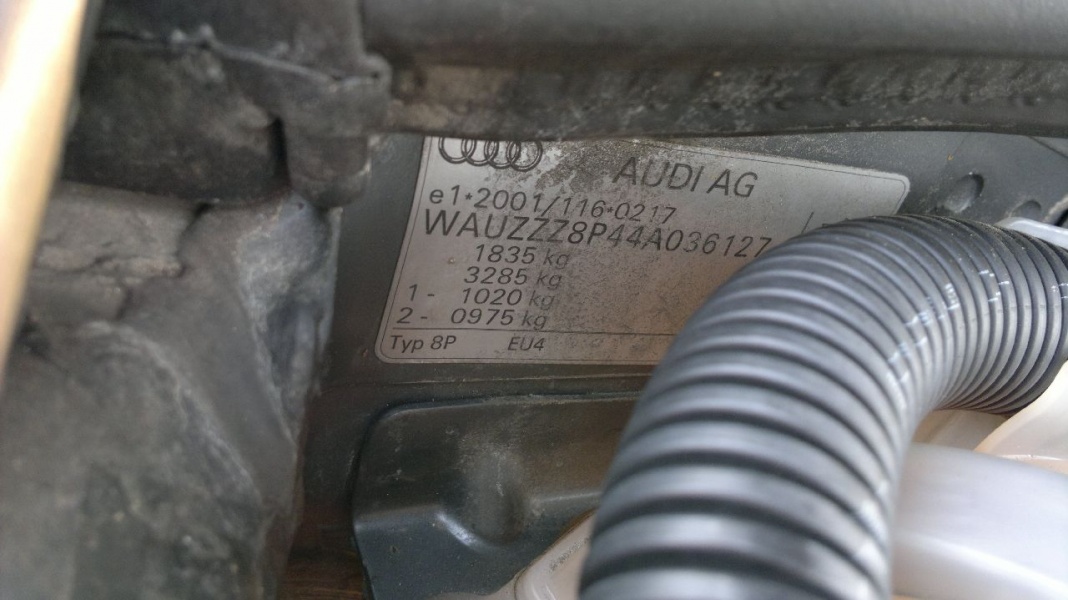 AUDI AG
e1*2001/116*0217
WAUZZZ8P44A036127
1835 kg
3285 kg
1 - 1020 kg
2 - 0975 kg
Typ 8P EU4